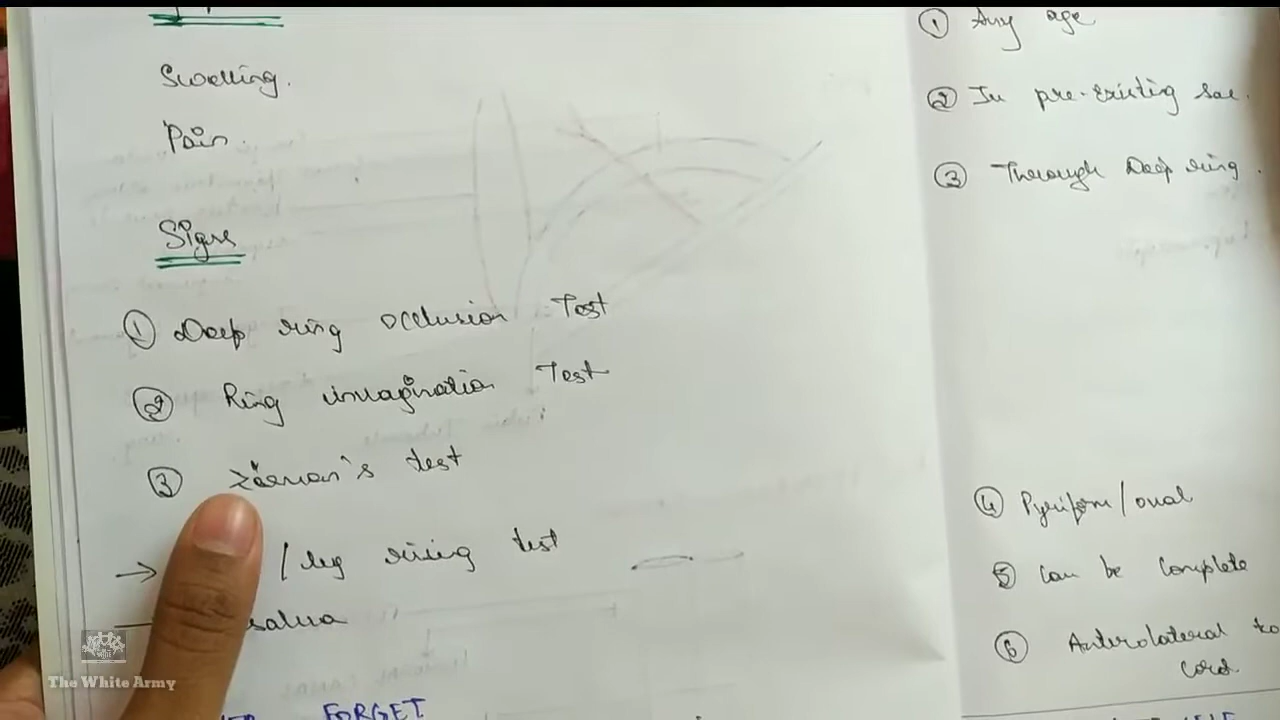 Swelling.
Pain.
Signs
① Deep ring occlusion Test
② Ring invagination Test
③ Zieman's test
→ / leg rising test
salva
FORGET
① Any age
② In pre-existing sac.
③ Through Deep ring.
④ Pyriform/oval
⑤ Can be complete
⑥ Anterolateral to
cord.
The White Army